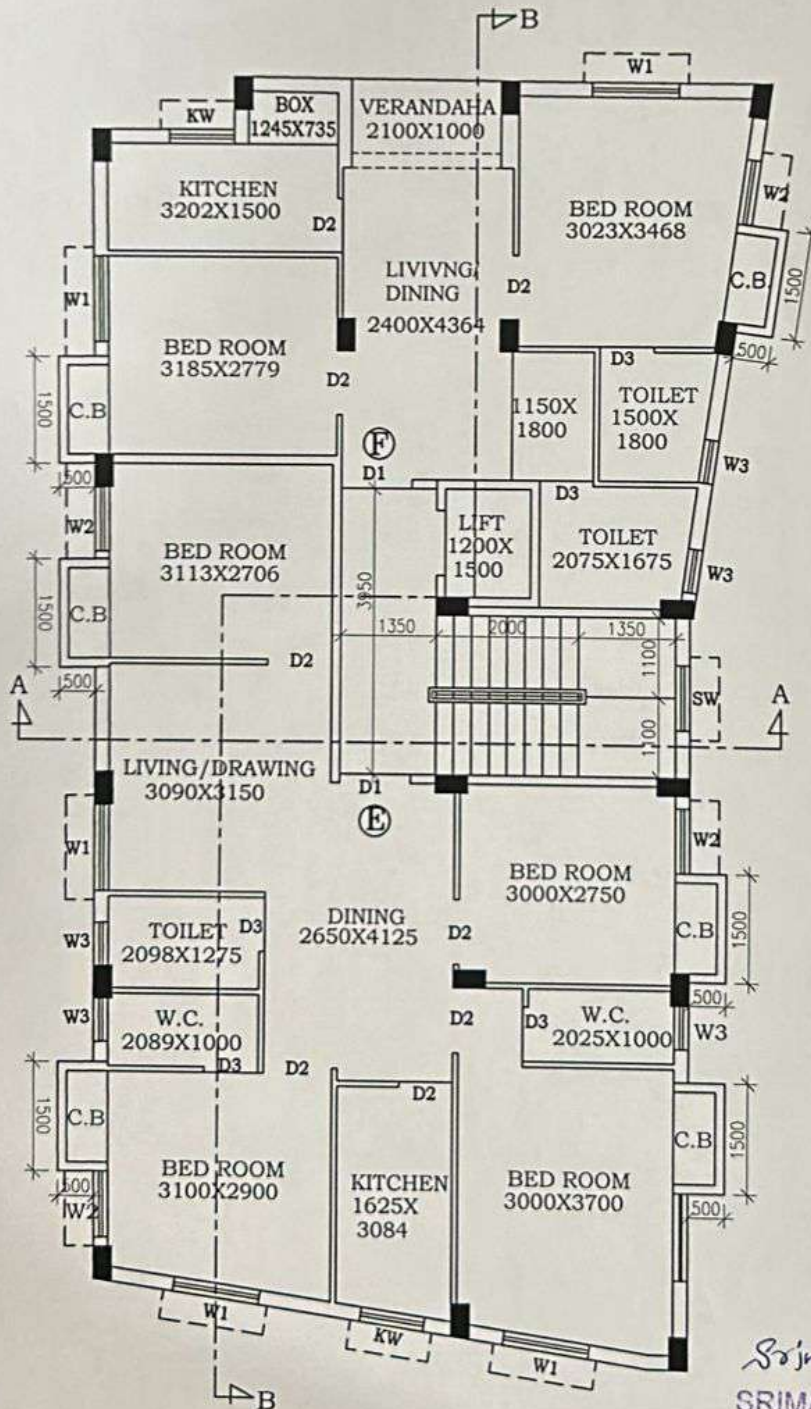 B
W1
KW
BOX
1245X735
VERANDAHA
2100X1000
KITCHEN
3202X1500
D2
BED ROOM
3023X3468
W2
W1
LIVIVNG/
DINING
2400X4364
D2
C.B.
1500
BED ROOM
3185X2779
D2
1500
C.B
D3
500
1150X
1800
TOILET
1500X
1800
F
D1
W3
500
W2
D3
LIFT
1200X
1500
TOILET
2075X1675
BED ROOM
3113X2706
W3
3950
1500
C.B
1350
2000
1350
1100
D2
500
A
SW
A
1100
LIVING/DRAWING
3090X3150
D1
E
W1
W2
BED ROOM
3000X2750
DINING
2650X4125
D2
C.B
1500
TOILET
2098X1275
D3
W3
500
W3
W.C.
2089X1000
D3
D2
D3
W.C.
2025X1000
W3
D2
D2
1500
C.B
C.B
1500
BED ROOM
3100X2900
KITCHEN
1625X
3084
BED ROOM
3000X3700
500
W2
500
W1
KW
W1
B